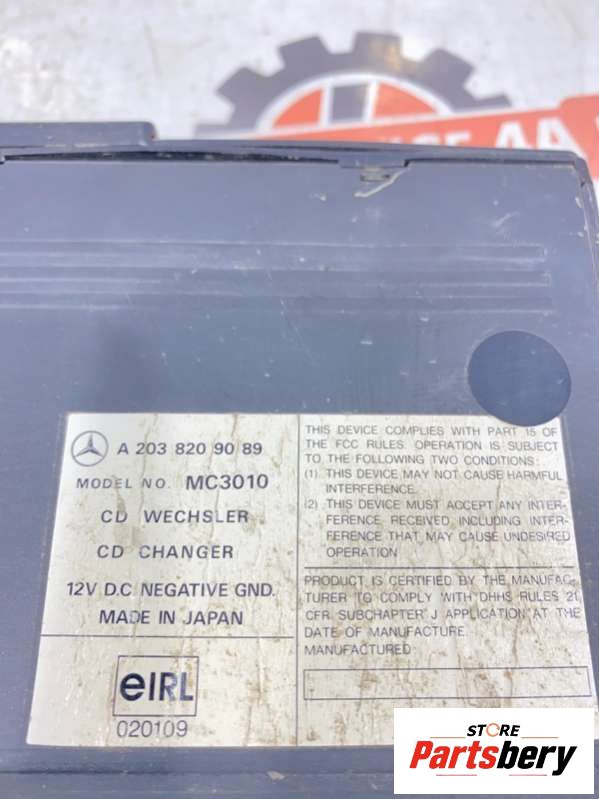 CE AA
A 203 820 90 89
MODEL NO. MC3010
CD WECHSLER
CD CHANGER
12V D.C NEGATIVE GND.
MADE IN JAPAN
eIRL
020109
THIS DEVICE COMPLIES WITH PART 15 OF
THE FCC RULES. OPERATION IS SUBJECT
TO THE FOLLOWING TWO CONDITIONS:
(1) THIS DEVICE MAY NOT CAUSE HARMFUL
INTERFERENCE.
(2) THIS DEVICE MUST ACCEPT ANY INTER-
FERENCE RECEIVED, INCLUDING INTER-
FERENCE THAT MAY CAUSE UNDESIRED
OPERATION
PRODUCT IS CERTIFIED BY THE MANUFAC-
TURER TO COMPLY WITH DHHS RULES 21
CFR SUBCHAPTER J APPLICATION AT THE
DATE OF MANUFACTURE.
MANUFACTURED
STORE
Partsbery